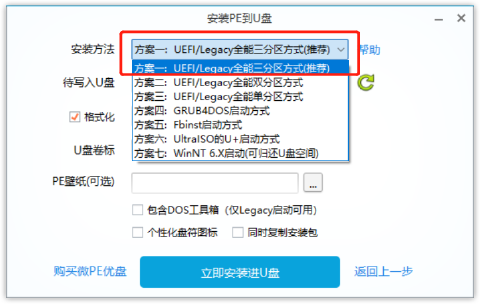 安装PE到U盘
安装方法
方案一：UEFI/Legacy全能三分区方式(推荐)
帮助
方案一：UEFI/Legacy全能三分区方式(推荐)
待写入U盘
方案二：UEFI/Legacy全能双分区方式
方案三：UEFI/Legacy全能单分区方式
方案四：GRUB4DOS启动方式
格式化
方案五：Fbinst启动方式
方案六：UltraISO的U+启动方式
U盘卷标
方案七：WinNT 6.X启动(可归还U盘空间)
PE壁纸(可选)
...
包含DOS工具箱（仅Legacy启动可用）
个性化盘符图标 同时复制安装包
购买微PE优盘
立即安装进U盘
返回上一步